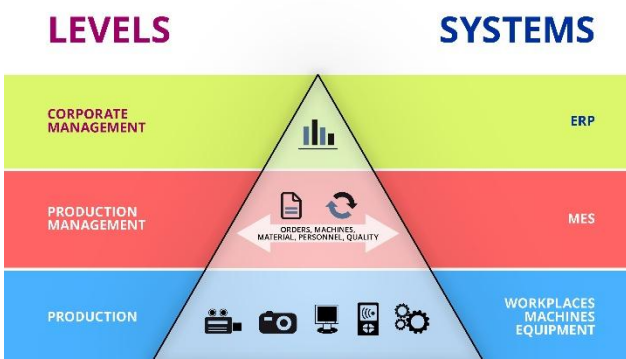 LEVELS
SYSTEMS
CORPORATE
MANAGEMENT
ERP
PRODUCTION
MANAGEMENT
ORDERS, MACHINES,
MATERIAL, PERSONNEL, QUALITY
MES
PRODUCTION
WORKPLACES
MACHINES
EQUIPMENT